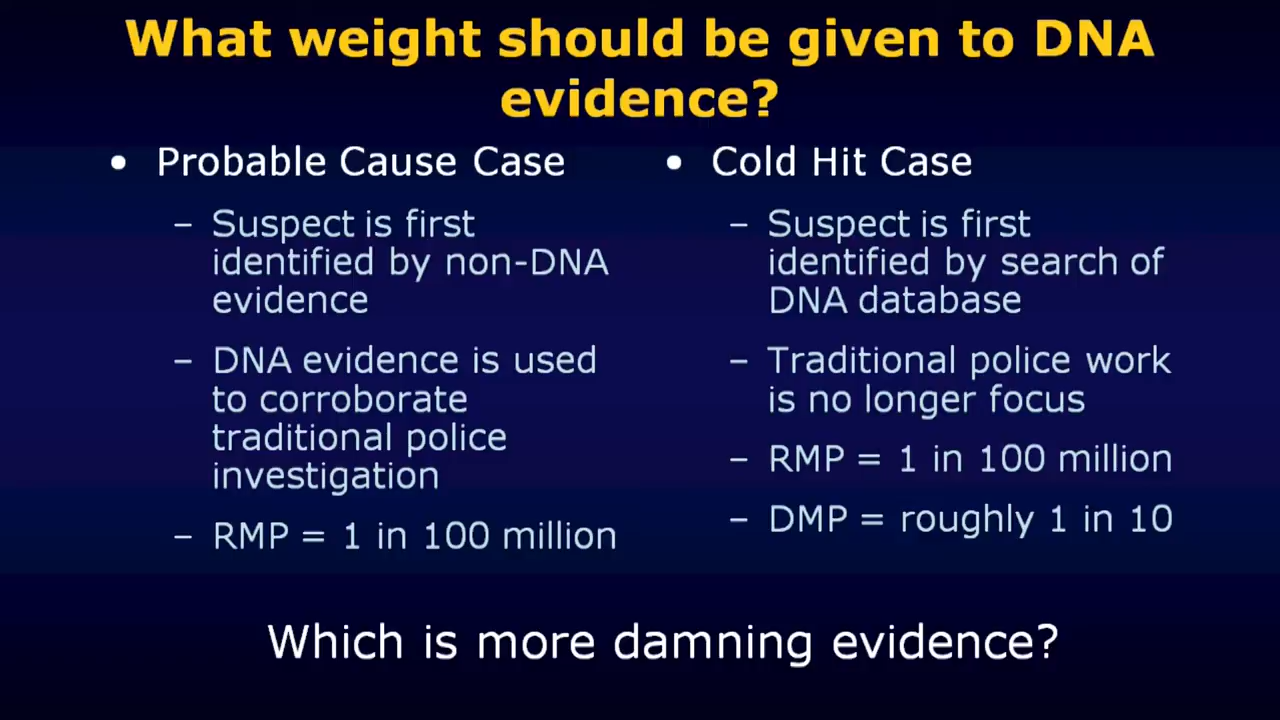 What weight should be given to DNA
evidence?
• Probable Cause Case
– Suspect is first
identified by non-DNA
evidence
– DNA evidence is used
to corroborate
traditional police
investigation
– RMP = 1 in 100 million
• Cold Hit Case
– Suspect is first
identified by search of
DNA database
– Traditional police work
is no longer focus
– RMP = 1 in 100 million
– DMP = roughly 1 in 10
Which is more damning evidence?